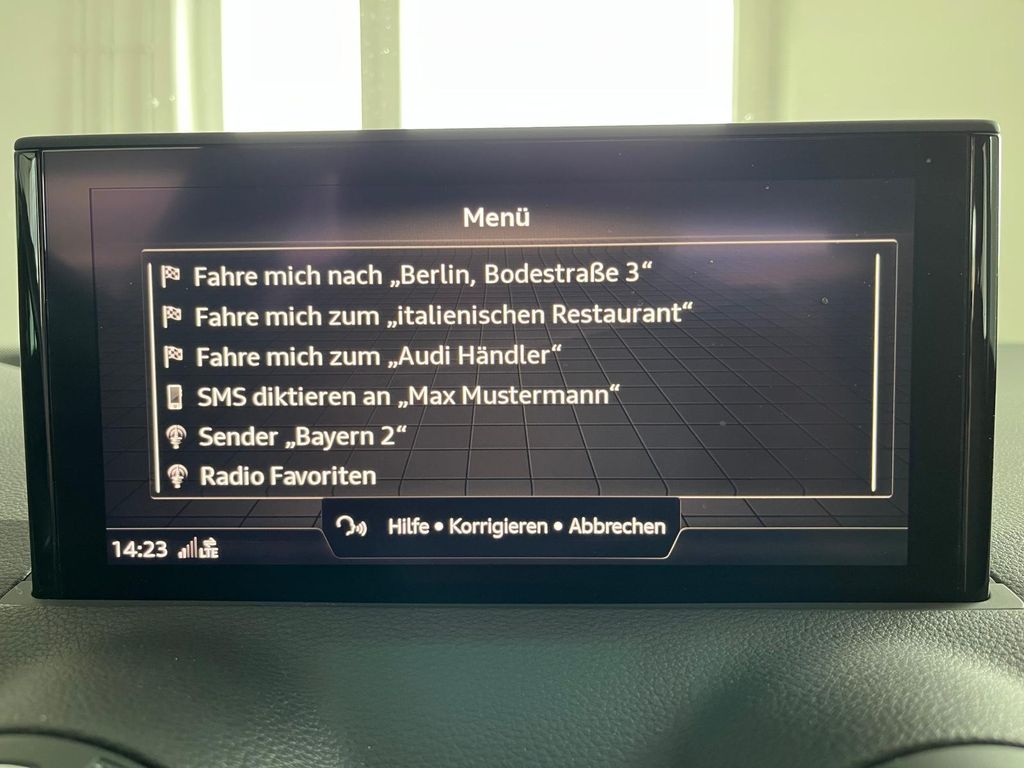 Menü
Fahre mich nach „Berlin, Bodestraße 3“
Fahre mich zum „italienischen Restaurant“
Fahre mich zum „Audi Händler“
SMS diktieren an „Max Mustermann“
Sender „Bayern 2“
Radio Favoriten
Hilfe • Korrigieren • Abbrechen
14:23 LTE